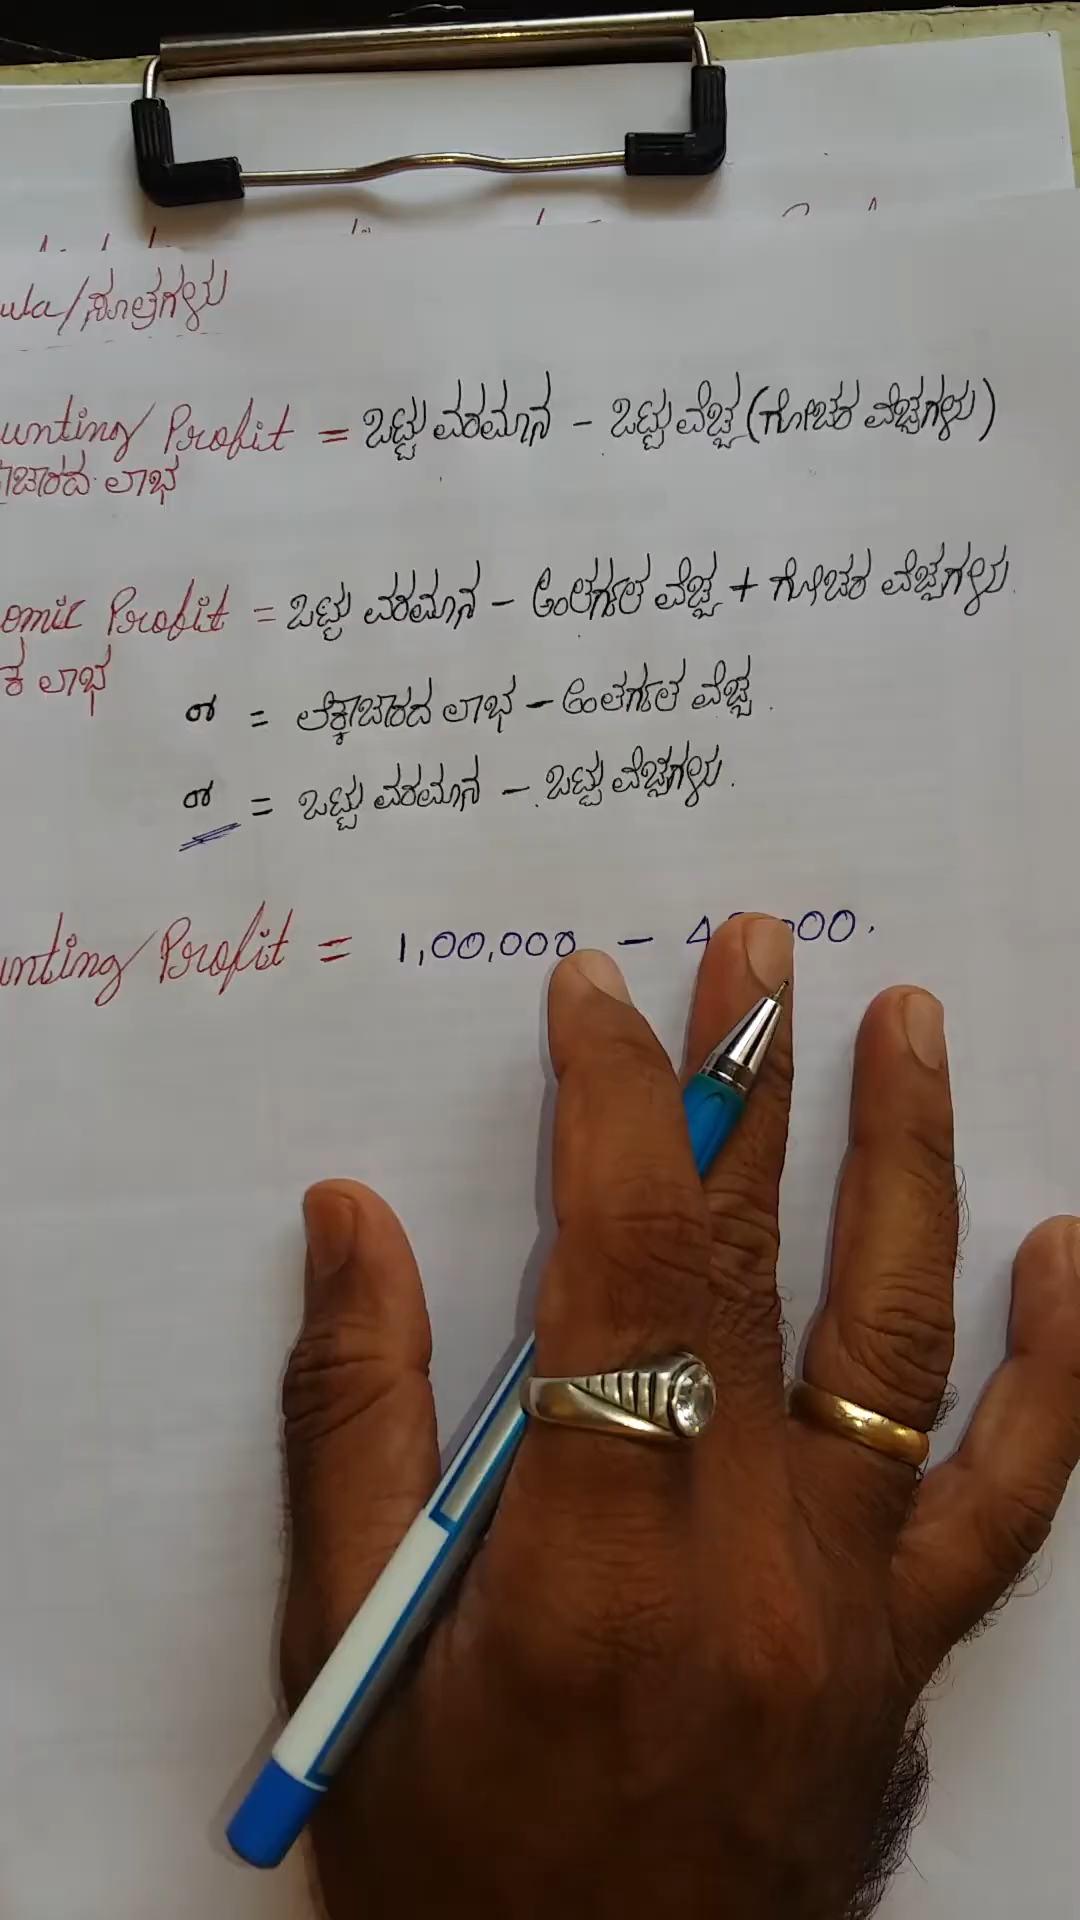 ula/ಸೂತ್ರಗಳು
unting Profit = ಒಟ್ಟು ವರಮಾನ - ಒಟ್ಟು ವೆಚ್ಚ (ಗೋಚರ ವೆಚ್ಚಗಳು)
ಾಚಾರದ ಲಾಭ
omic Profit = ಒಟ್ಟು ವರಮಾನ - ಅಂತರ್ಗತ ವೆಚ್ಚ + ಗೋಚರ ವೆಚ್ಚಗಳು.
ಕ ಲಾಭ
ಅಥವಾ = ಲೆಕ್ಕಾಚಾರದ ಲಾಭ - ಅಂತರ್ಗತ ವೆಚ್ಚ.
= ಒಟ್ಟು ವರಮಾನ - ಒಟ್ಟು ವೆಚ್ಚಗಳು.
unting Profit = 1,00,000 -